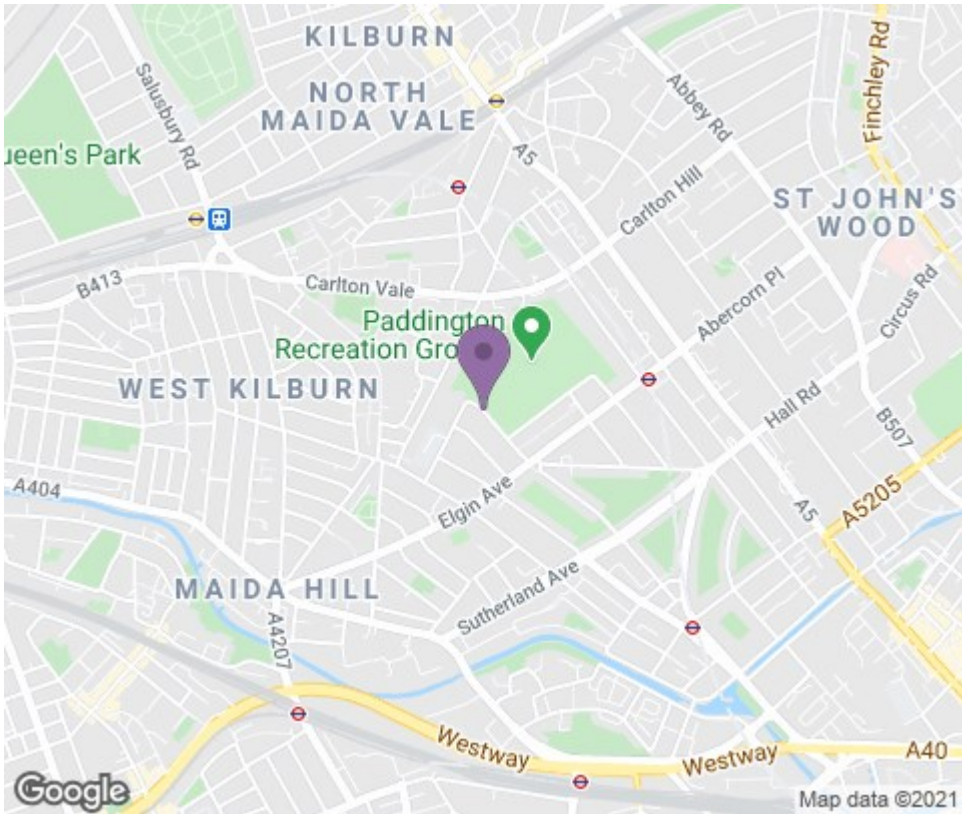 KILBURN
NORTH
MAIDA VALE
Salusbury Rd
ueen's Park
A5
Abbey Rd
Finchley Rd
ST JOHN'S
WOOD
Carlton Hill
B413
Carlton Vale
Paddington
Recreation Gro
Abercorn Pl
Circus Rd
WEST KILBURN
Hall Rd
B507
A404
Elgin Ave
A5
A5205
MAIDA HILL
Sutherland Ave
A4207
Westway
Westway
A40
Google
Map data ©2021